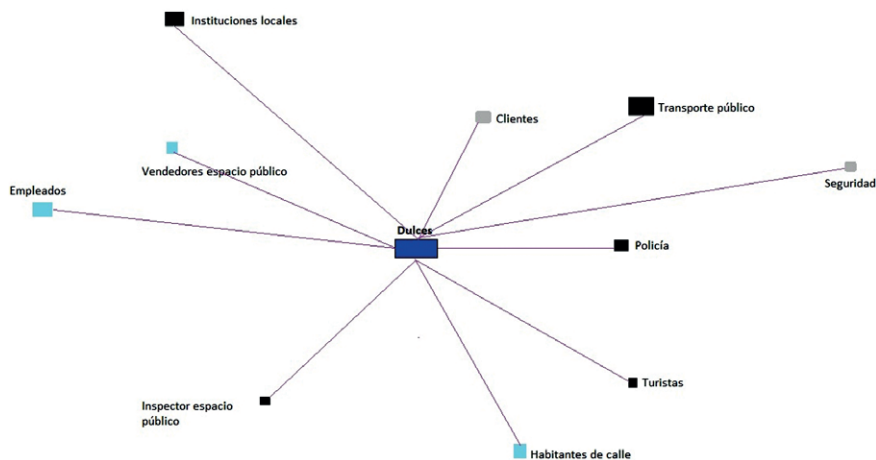 Instituciones locales
Clientes
Transporte público
Vendedores espacio público
Seguridad
Empleados
Dulces
Policía
Turistas
Inspector espacio
público
Habitantes de calle